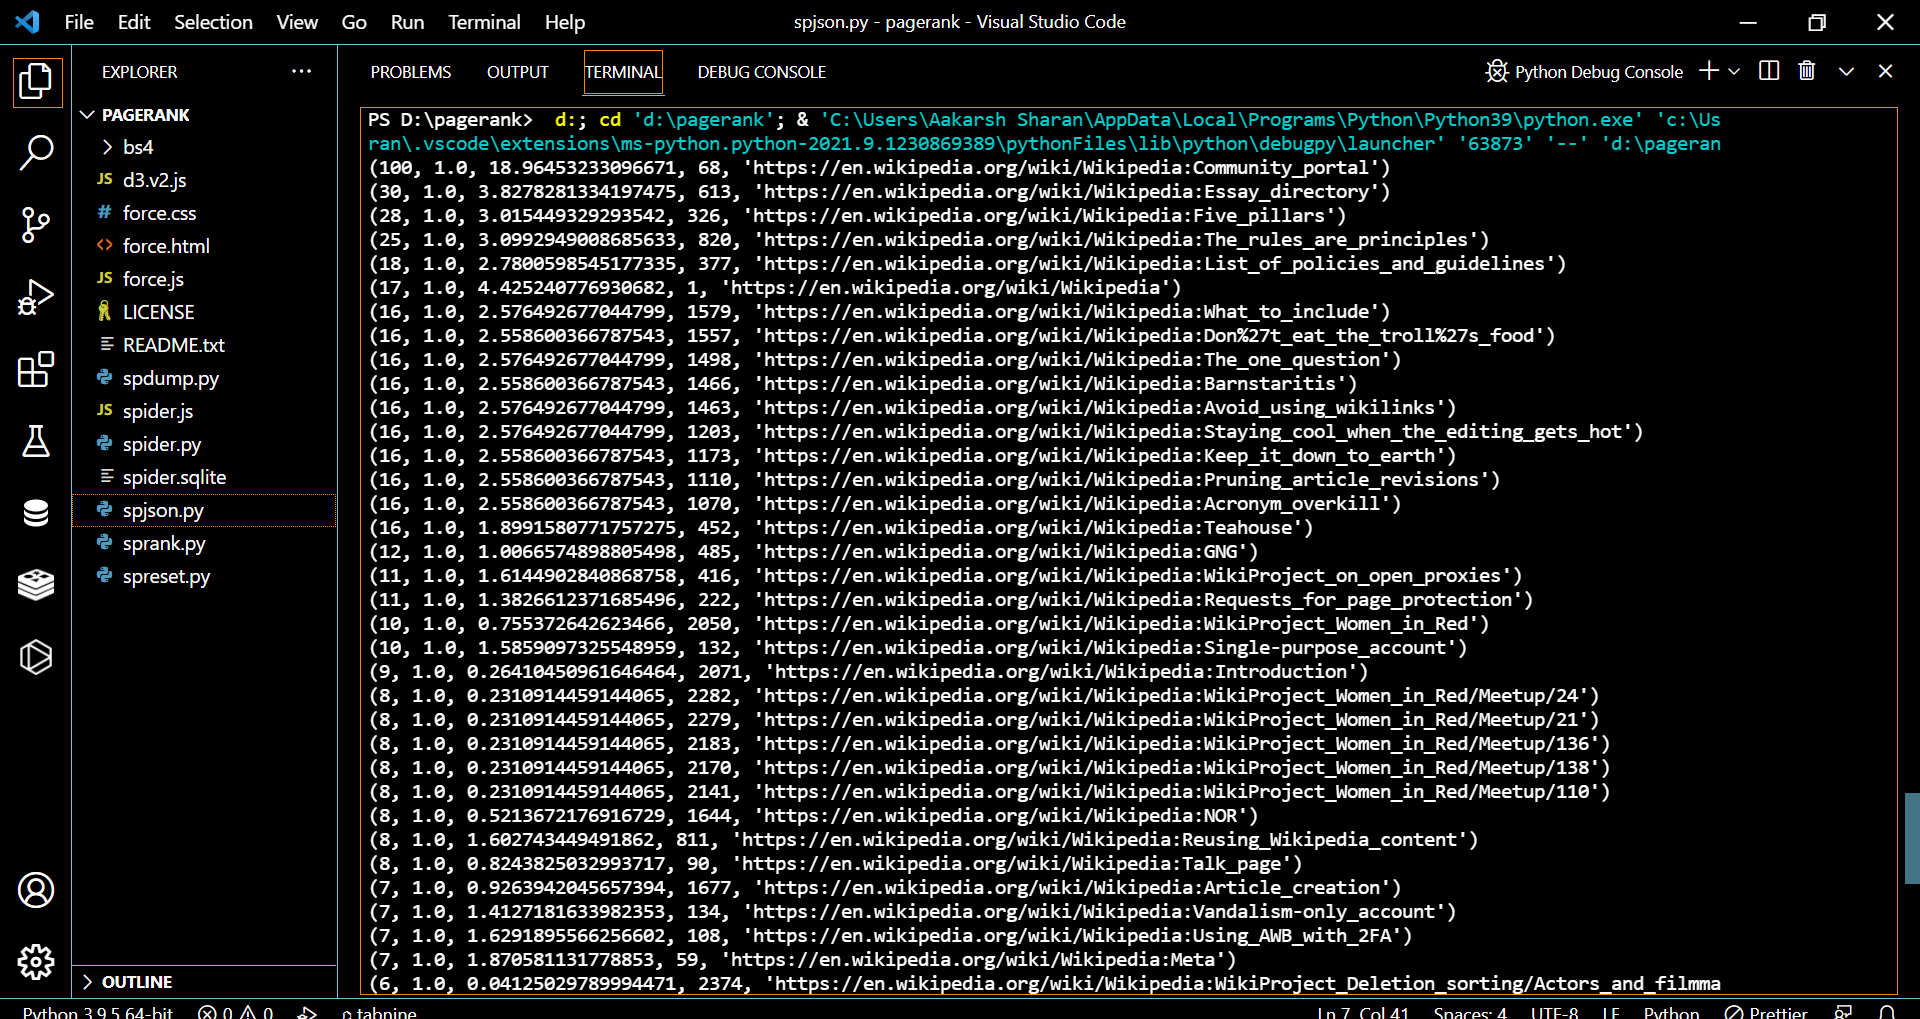 File Edit Selection View Go Run Terminal Help
spjson.py - pagerank - Visual Studio Code
EXPLORER
PAGERANK
bs4
JS d3.v2.js
# force.css
<> force.html
JS force.js
LICENSE
README.txt
spdump.py
JS spider.js
spider.py
spider.sqlite
spjson.py
sprank.py
spreset.py
OUTLINE
PROBLEMS OUTPUT TERMINAL DEBUG CONSOLE
Python Debug Console
PS D:\pagerank>  d:; cd 'd:\pagerank'; & 'C:\Users\Aakarsh Sharan\AppData\Local\Programs\Python\Python39\python.exe' 'c:\Us
ran\.vscode\extensions\ms-python.python-2021.9.1230869389\pythonFiles\lib\python\debugpy\launcher' '63873' '--' 'd:\pageran
(100, 1.0, 18.96453233096671, 68, 'https://en.wikipedia.org/wiki/Wikipedia:Community_portal')
(30, 1.0, 3.8278281334197475, 613, 'https://en.wikipedia.org/wiki/Wikipedia:Essay_directory')
(28, 1.0, 3.015449329293542, 326, 'https://en.wikipedia.org/wiki/Wikipedia:Five_pillars')
(25, 1.0, 3.0992949008685633, 820, 'https://en.wikipedia.org/wiki/Wikipedia:The_rules_are_principles')
(18, 1.0, 2.7800598545177335, 377, 'https://en.wikipedia.org/wiki/Wikipedia:List_of_policies_and_guidelines')
(17, 1.0, 4.425240776930682, 1, 'https://en.wikipedia.org/wiki/Wikipedia')
(16, 1.0, 2.576492677044799, 1579, 'https://en.wikipedia.org/wiki/Wikipedia:What_to_include')
(16, 1.0, 2.558600366787543, 1557, 'https://en.wikipedia.org/wiki/Wikipedia:Don%27t_eat_the_troll%27s_food')
(16, 1.0, 2.576492677044799, 1498, 'https://en.wikipedia.org/wiki/Wikipedia:The_one_question')
(16, 1.0, 2.558600366787543, 1466, 'https://en.wikipedia.org/wiki/Wikipedia:Barnstaritis')
(16, 1.0, 2.576492677044799, 1463, 'https://en.wikipedia.org/wiki/Wikipedia:Avoid_using_wikilinks')
(16, 1.0, 2.576492677044799, 1203, 'https://en.wikipedia.org/wiki/Wikipedia:Staying_cool_when_the_editing_gets_hot')
(16, 1.0, 2.558600366787543, 1173, 'https://en.wikipedia.org/wiki/Wikipedia:Keep_it_down_to_earth')
(16, 1.0, 2.558600366787543, 1110, 'https://en.wikipedia.org/wiki/Wikipedia:Pruning_article_revisions')
(16, 1.0, 2.558600366787543, 1070, 'https://en.wikipedia.org/wiki/Wikipedia:Acronym_overkill')
(16, 1.0, 1.8991580771757275, 452, 'https://en.wikipedia.org/wiki/Wikipedia:Teahouse')
(12, 1.0, 1.0066574898805498, 485, 'https://en.wikipedia.org/wiki/Wikipedia:GNG')
(11, 1.0, 1.6144902840868758, 416, 'https://en.wikipedia.org/wiki/Wikipedia:WikiProject_on_open_proxies')
(11, 1.0, 1.3826612371685496, 222, 'https://en.wikipedia.org/wiki/Wikipedia:Requests_for_page_protection')
(10, 1.0, 0.755372642623466, 2050, 'https://en.wikipedia.org/wiki/Wikipedia:WikiProject_Women_in_Red')
(10, 1.0, 1.5859097325548959, 132, 'https://en.wikipedia.org/wiki/Wikipedia:Single-purpose_account')
(9, 1.0, 0.26410450961646464, 2071, 'https://en.wikipedia.org/wiki/Wikipedia:Introduction')
(8, 1.0, 0.2310914459144065, 2282, 'https://en.wikipedia.org/wiki/Wikipedia:WikiProject_Women_in_Red/Meetup/24')
(8, 1.0, 0.2310914459144065, 2279, 'https://en.wikipedia.org/wiki/Wikipedia:WikiProject_Women_in_Red/Meetup/21')
(8, 1.0, 0.2310914459144065, 2183, 'https://en.wikipedia.org/wiki/Wikipedia:WikiProject_Women_in_Red/Meetup/136')
(8, 1.0, 0.2310914459144065, 2170, 'https://en.wikipedia.org/wiki/Wikipedia:WikiProject_Women_in_Red/Meetup/138')
(8, 1.0, 0.2310914459144065, 2141, 'https://en.wikipedia.org/wiki/Wikipedia:WikiProject_Women_in_Red/Meetup/110')
(8, 1.0, 0.5213672176916729, 1644, 'https://en.wikipedia.org/wiki/Wikipedia:NOR')
(8, 1.0, 1.602743449491862, 811, 'https://en.wikipedia.org/wiki/Wikipedia:Reusing_Wikipedia_content')
(8, 1.0, 0.8243825032993717, 90, 'https://en.wikipedia.org/wiki/Wikipedia:Talk_page')
(7, 1.0, 0.9263942045657394, 1677, 'https://en.wikipedia.org/wiki/Wikipedia:Article_creation')
(7, 1.0, 1.4127181633982353, 134, 'https://en.wikipedia.org/wiki/Wikipedia:Vandalism-only_account')
(7, 1.0, 1.6291895566256602, 108, 'https://en.wikipedia.org/wiki/Wikipedia:Using_AWB_with_2FA')
(7, 1.0, 1.870581131778853, 59, 'https://en.wikipedia.org/wiki/Wikipedia:Meta')
(6, 1.0, 0.04125029789994471, 2374, 'https://en.wikipedia.org/wiki/Wikipedia:WikiProject_Deletion_sorting/Actors_and_filmma
Python 3.9.5 64-bit 0 0 tabnine Ln 7, Col 41 Spaces: 4 UTF-8 LF Python Prettier